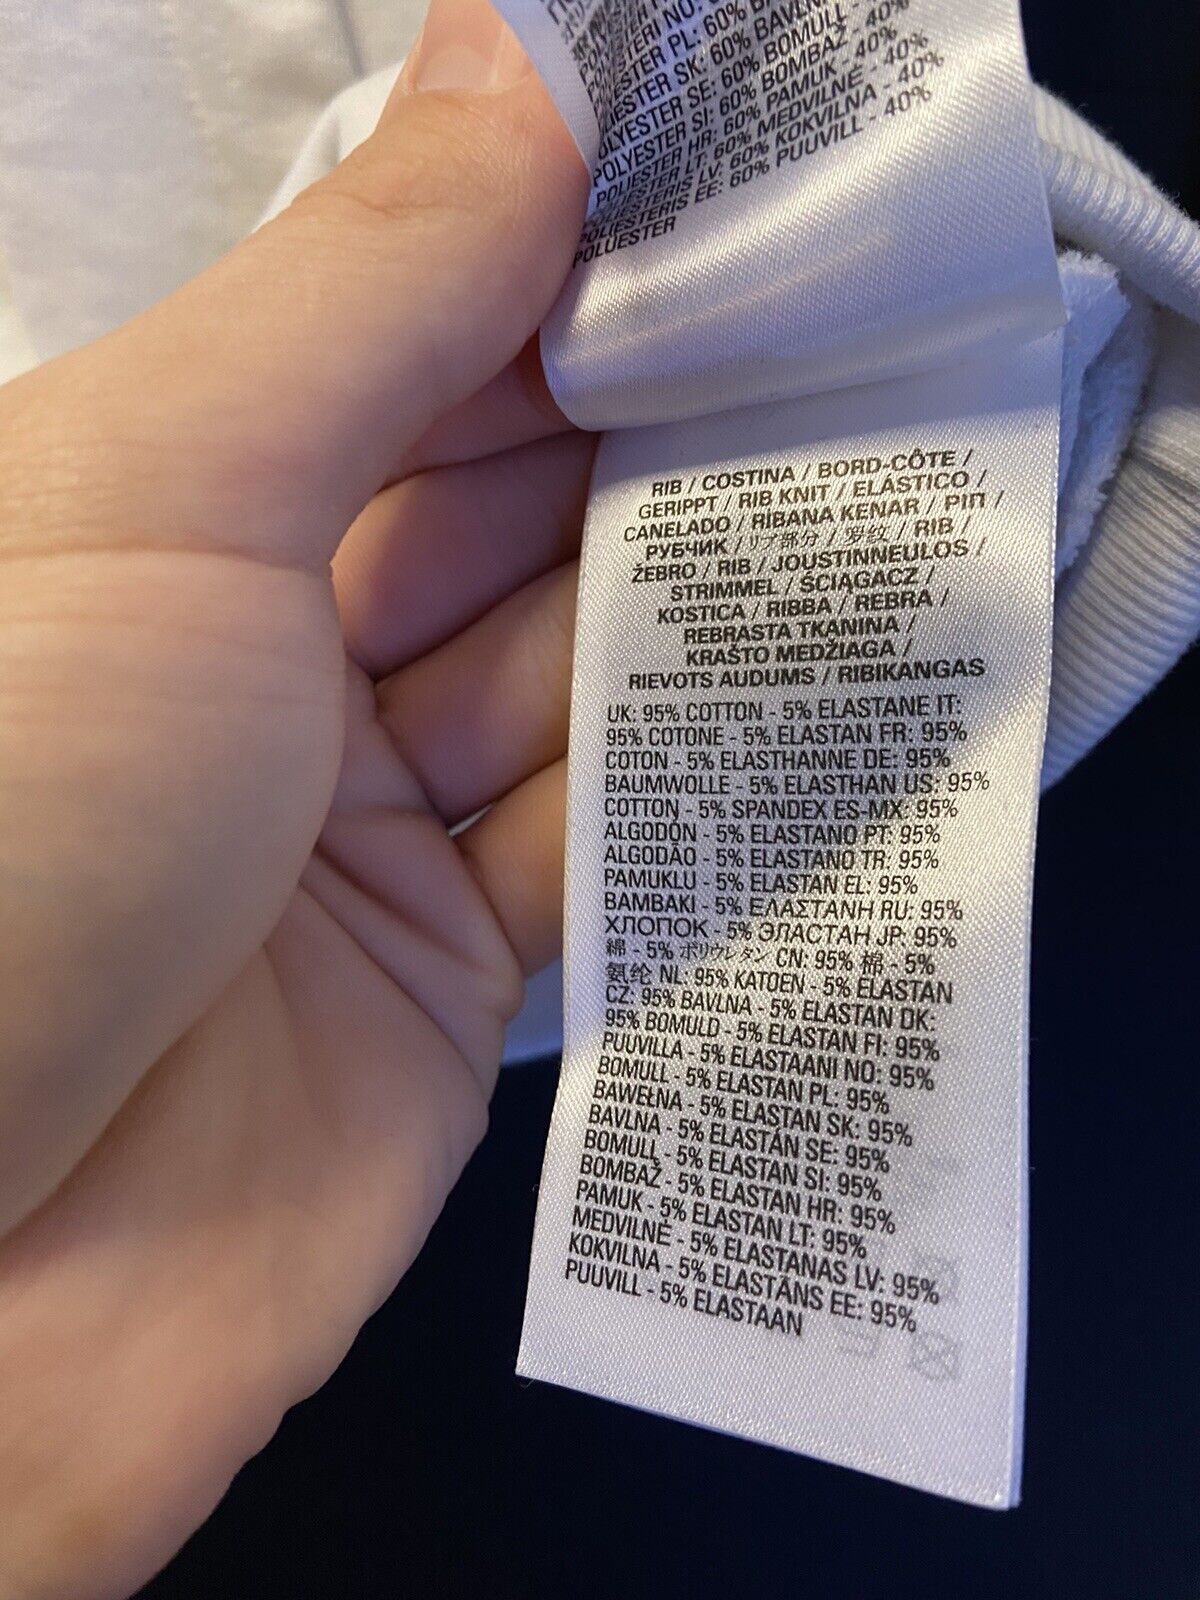 POLYESTER PL: 60% BAVLNA
POLYESTER SK: 60% BOMULL - 40%
POLYESTER SE: 60% BOMBAŽ - 40%
POLYESTER SI: 60% PAMUK - 40%
POLIESTER HR: 60% MEDVILNĖ - 40%
POLIESTERIS LT: 60% KOKVILNA - 40%
POLIESTERIS LV: 60% PUUVILL - 40%
EE: 60%
POLÜESTER
RIB / COSTINA / BORD-CÔTE /
GERIPPT / RIB KNIT / ELÁSTICO /
CANELADO / RIBANA KENAR / ΡΙΠ /
РУБЧИК / リブ部分 / 罗纹 / RIB /
ŽEBRO / RIB / JOUSTINNEULOS /
STRIMMEL / ŚCIĄGACZ /
KOSTICA / RIBBA / REBRA /
REBRASTA TKANINA /
KRAŠTO MEDŽIAGA /
RIEVOTS AUDUMS / RIBIKANGAS
UK: 95% COTTON - 5% ELASTANE IT:
95% COTONE - 5% ELASTAN FR: 95%
COTON - 5% ELASTHANNE DE: 95%
BAUMWOLLE - 5% ELASTHAN US: 95%
COTTON - 5% SPANDEX ES-MX: 95%
ALGODÓN - 5% ELASTANO PT: 95%
ALGODÃO - 5% ELASTANO TR: 95%
PAMUKLU - 5% ELASTAN EL: 95%
ΒΑΜΒΑΚΙ - 5% ΕΛΑΣΤΑΝΗ RU: 95%
ХЛОПОК - 5% ЭЛАСТАН JP: 95%
綿 - 5% ポリウレタン CN: 95% 棉 - 5%
氨纶 NL: 95% KATOEN - 5% ELASTAN
CZ: 95% BAVLNA - 5% ELASTAN DK:
95% BOMULD - 5% ELASTAN FI: 95%
PUUVILLA - 5% ELASTAANI NO: 95%
BOMULL - 5% ELASTAN PL: 95%
BAWEŁNA - 5% ELASTAN SK: 95%
BAVLNA - 5% ELASTÁN SE: 95%
BOMULL - 5% ELASTAN SI: 95%
BOMBAŽ - 5% ELASTAN HR: 95%
PAMUK - 5% ELASTAN LT: 95%
MEDVILNĖ - 5% ELASTANAS LV: 95%
KOKVILNA - 5% ELASTĀNS EE: 95%
PUUVILL - 5% ELASTAAN